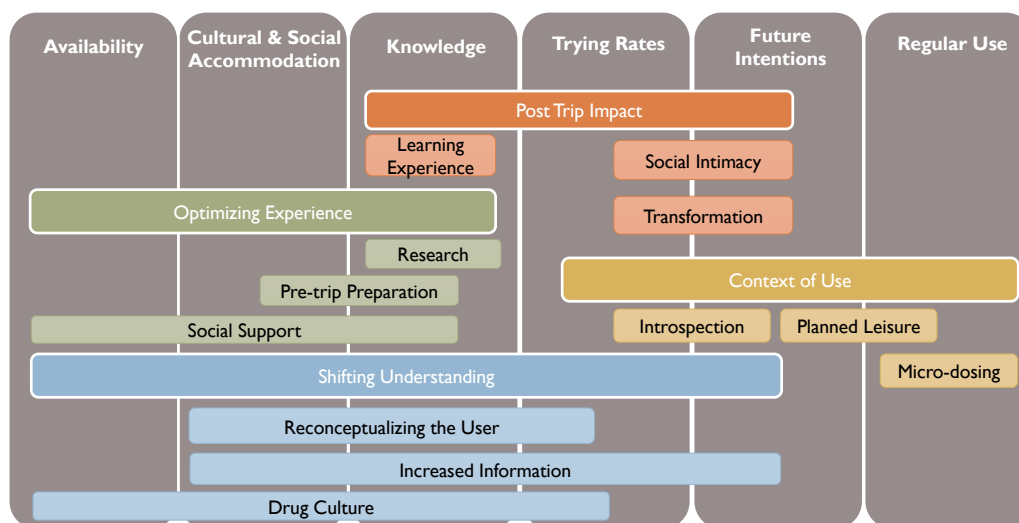 Availability
Cultural & Social
Accommodation
Knowledge
Trying Rates
Future
Intentions
Regular Use
Post Trip Impact
Learning
Experience
Social Intimacy
Optimizing Experience
Transformation
Research
Context of Use
Pre-trip Preparation
Social Support
Introspection
Planned Leisure
Shifting Understanding
Micro-dosing
Reconceptualizing the User
Increased Information
Drug Culture